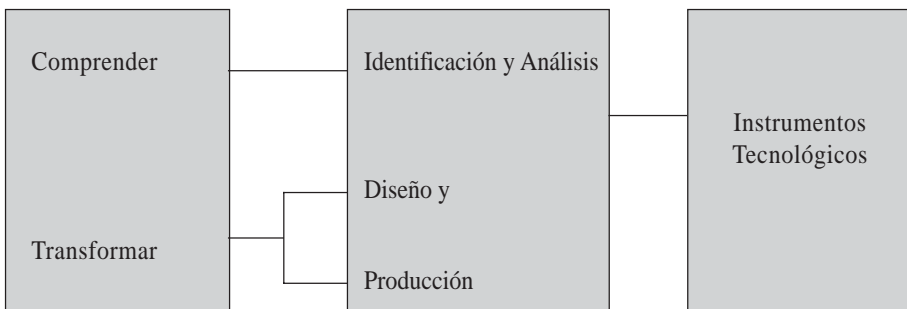 Comprender
Transformar
Identificación y Análisis
Diseño y
Producción
Instrumentos
Tecnológicos